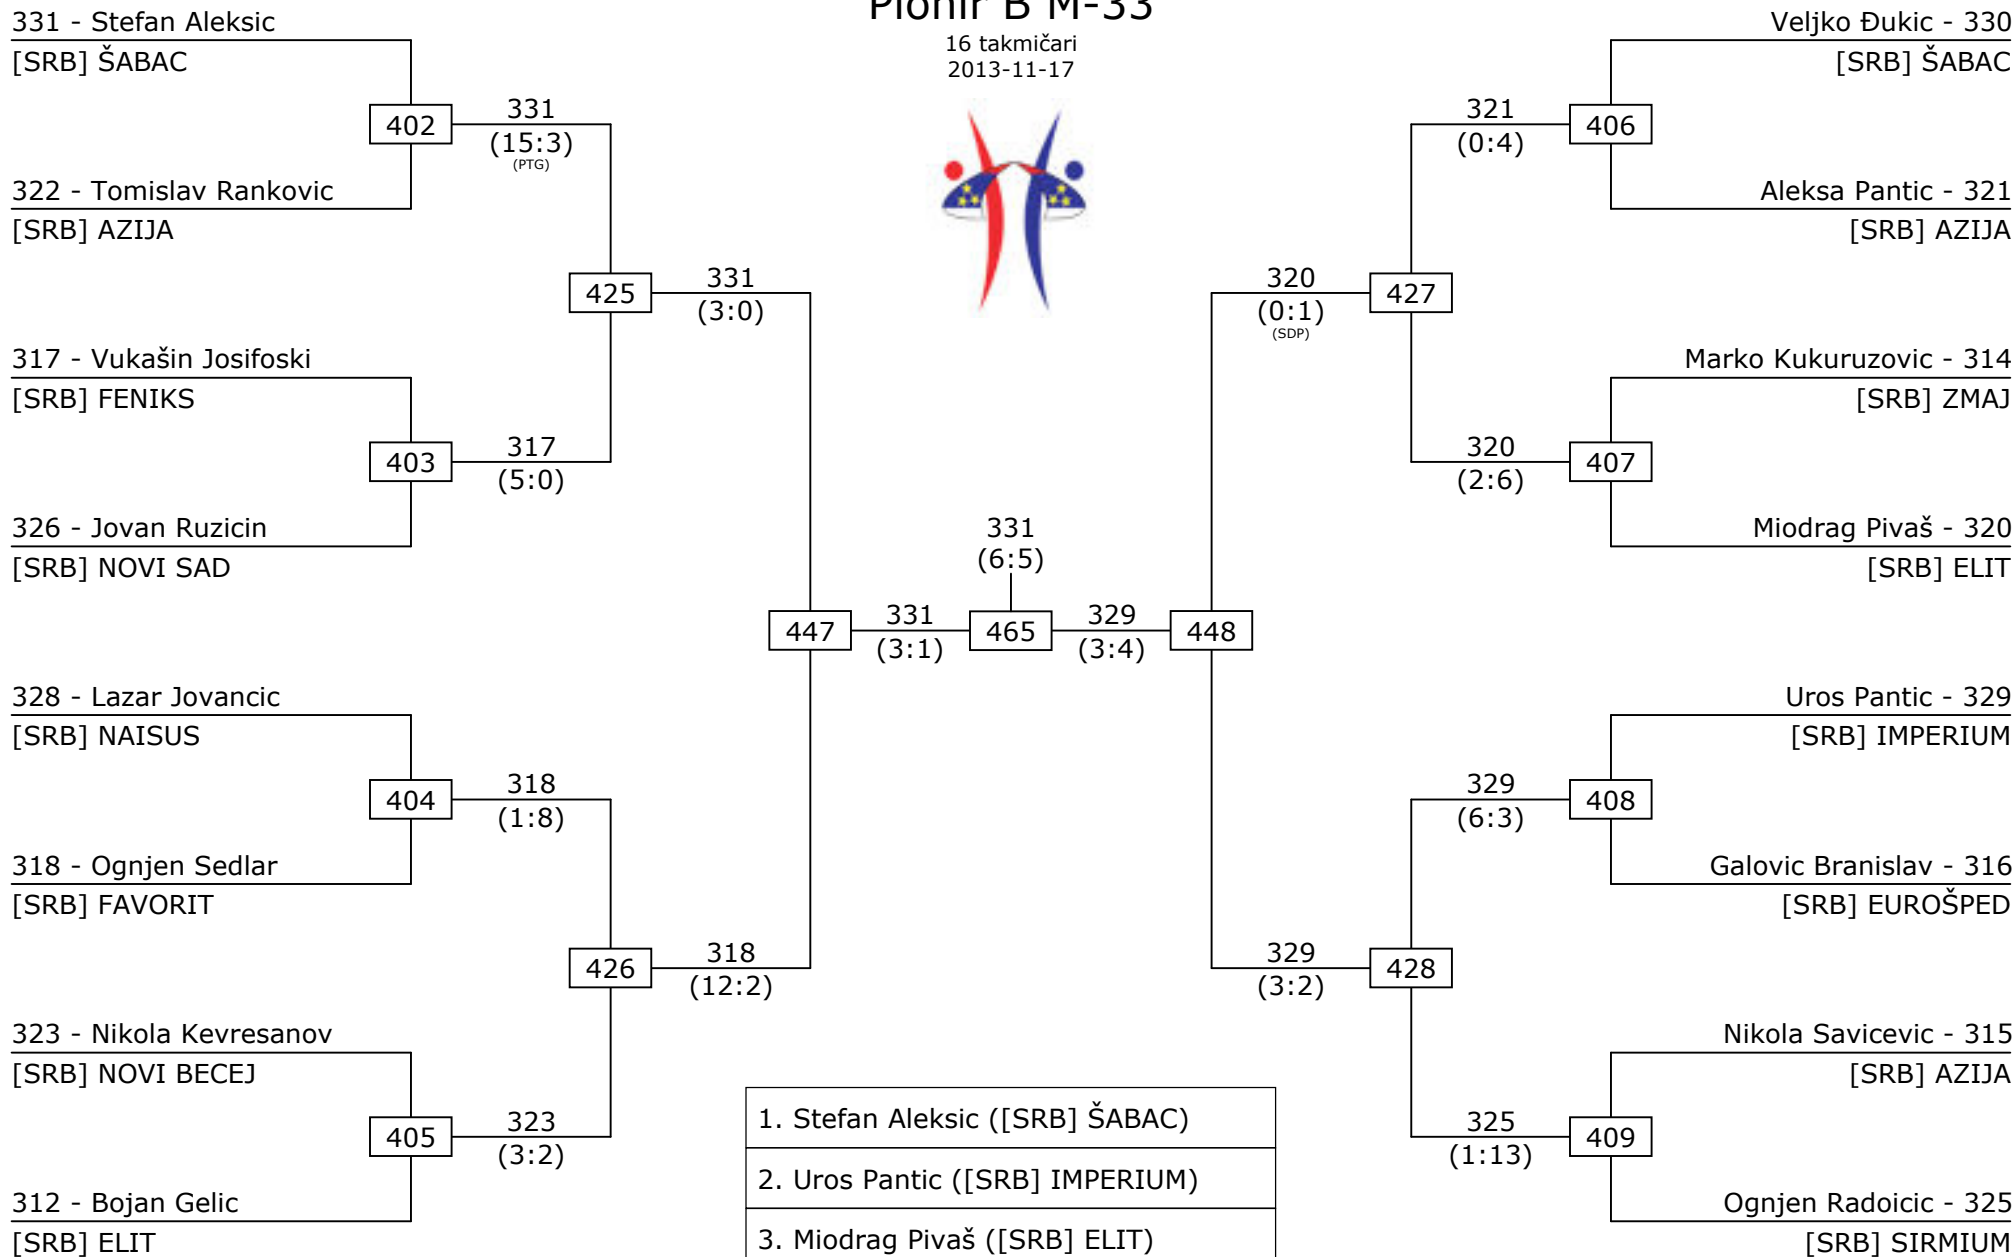 Pionir B M-33
16 takmičari
2013-11-17
331 - Stefan Aleksic
[SRB] ŠABAC
402
331
(15:3)
(PTG)
322 - Tomislav Rankovic
[SRB] AZIJA
425
331
(3:0)
317 - Vukašin Josifoski
[SRB] FENIKS
403
317
(5:0)
326 - Jovan Ruzicin
[SRB] NOVI SAD
447
331
(3:1)
328 - Lazar Jovancic
[SRB] NAISUS
404
318
(1:8)
318 - Ognjen Sedlar
[SRB] FAVORIT
426
318
(12:2)
323 - Nikola Kevresanov
[SRB] NOVI BECEJ
405
323
(3:2)
312 - Bojan Gelic
[SRB] ELIT
331
(6:5)
465
Veljko Đukic - 330
[SRB] ŠABAC
321
(0:4)
406
Aleksa Pantic - 321
[SRB] AZIJA
320
(0:1)
(SDP)
427
Marko Kukuruzovic - 314
[SRB] ZMAJ
320
(2:6)
407
Miodrag Pivaš - 320
[SRB] ELIT
329
(3:4)
448
Uros Pantic - 329
[SRB] IMPERIUM
329
(6:3)
408
Galovic Branislav - 316
[SRB] EUROŠPED
329
(3:2)
428
Nikola Savicevic - 315
[SRB] AZIJA
325
(1:13)
409
Ognjen Radoicic - 325
[SRB] SIRMIUM
1. Stefan Aleksic ([SRB] ŠABAC)
2. Uros Pantic ([SRB] IMPERIUM)
3. Miodrag Pivaš ([SRB] ELIT)